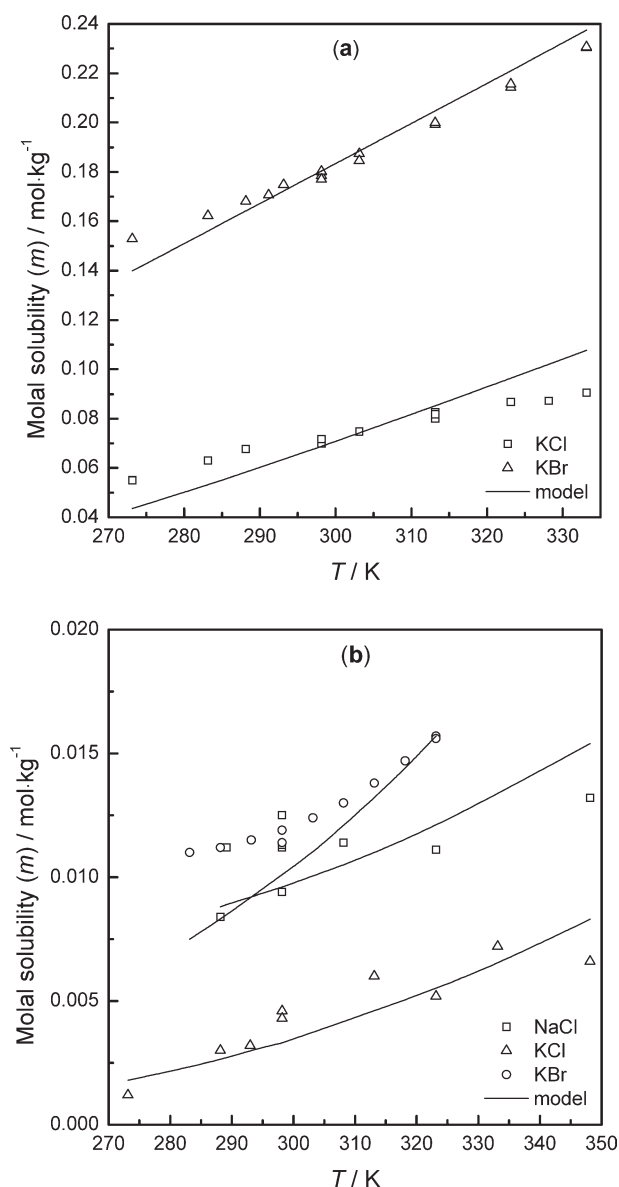 (a)
0.24
0.22
0.20
0.18
0.16
0.14
0.12
0.10
0.08
0.06
0.04
Molal solubility (m) / mol·kg-1
KCl
KBr
model
270 280 290 300 310 320 330
T / K
(b)
0.020
0.015
0.010
0.005
0.000
Molal solubility (m) / mol·kg-1
NaCl
KCl
KBr
model
270 280 290 300 310 320 330 340 350
T / K